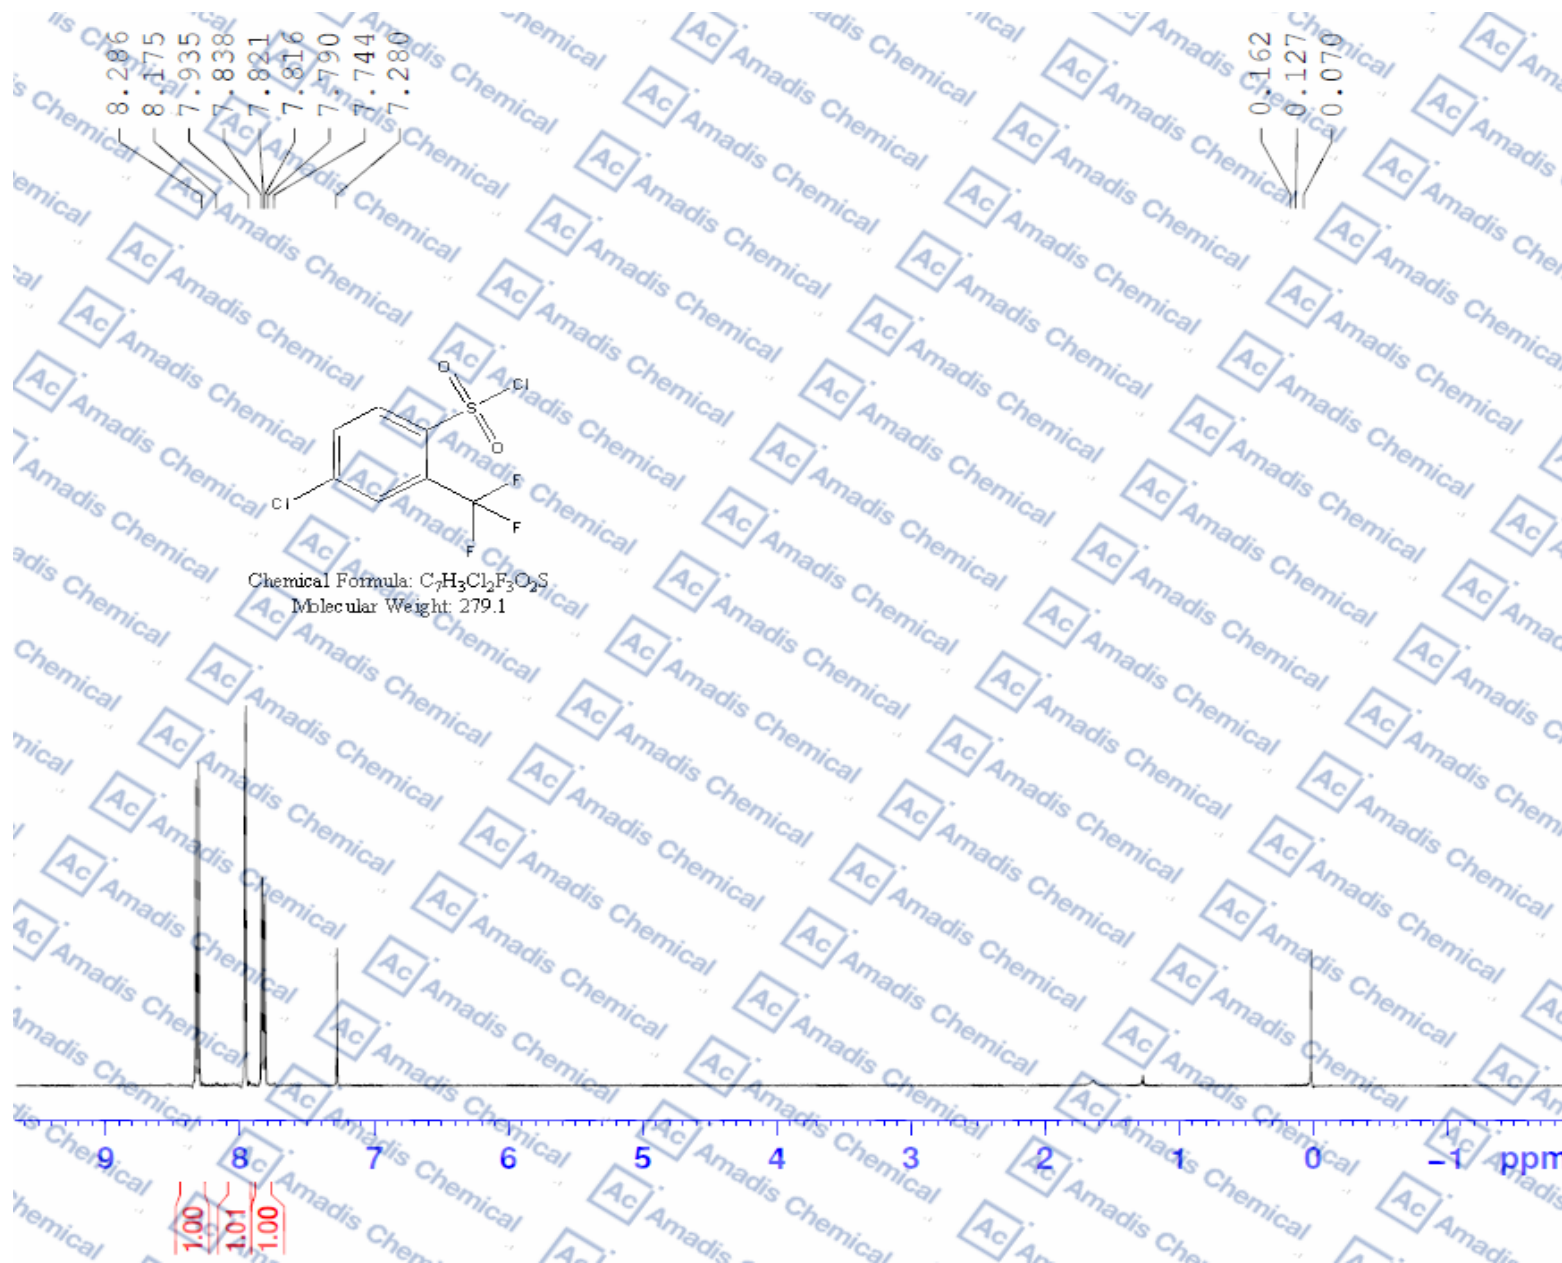 8.286
8.175
7.935
7.838
7.821
7.816
7.790
7.744
7.280
0.162
0.127
0.070
O
Cl
S
O
F
Cl
F
F
Chemical Formula: C₇H₃Cl₂F₃O₂S
Molecular Weight: 279.1
9 8 7 6 5 4 3 2 1 0 -1 ppm
1.00
1.01
1.00
Ac Amadis Chemical